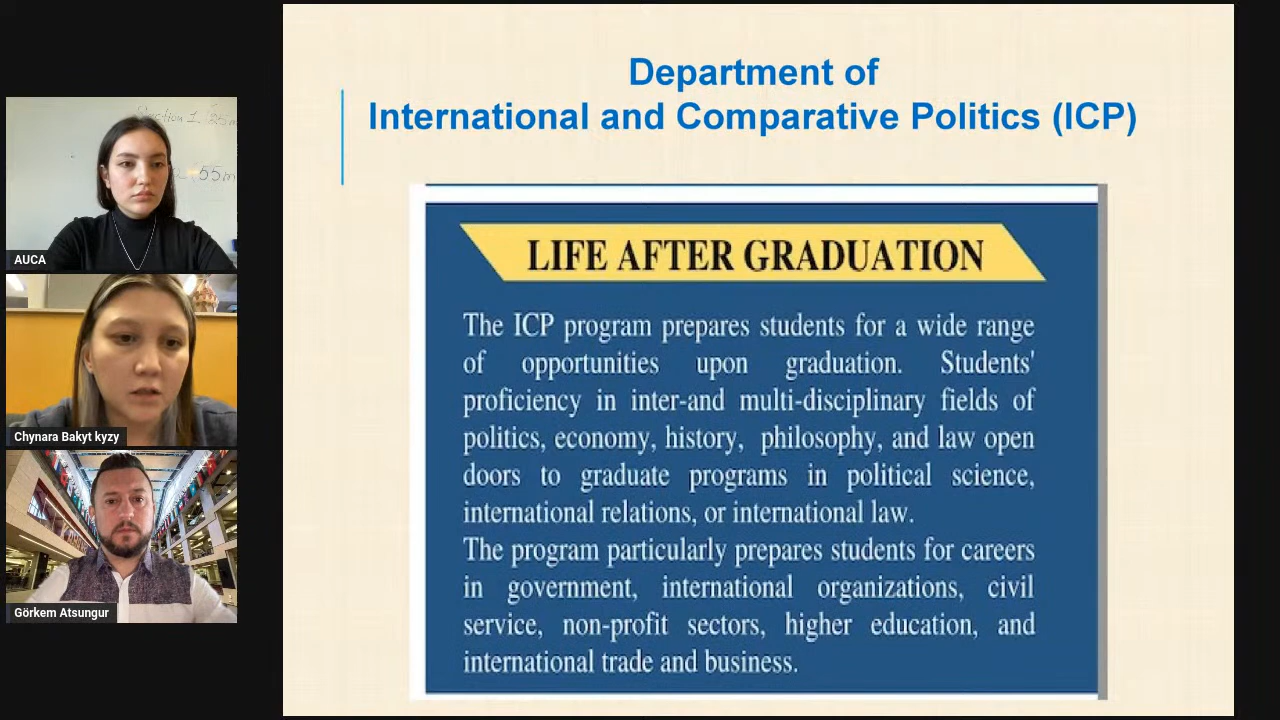 Department of
International and Comparative Politics (ICP)
LIFE AFTER GRADUATION
The ICP program prepares students for a wide range
of opportunities upon graduation. Students'
proficiency in inter-and multi-disciplinary fields of
politics, economy, history, philosophy, and law open
doors to graduate programs in political science,
international relations, or international law.
The program particularly prepares students for careers
in government, international organizations, civil
service, non-profit sectors, higher education, and
international trade and business.
Section 1 (25m
55m
AUCA
Chynara Bakyt kyzy
Görkem Atsungur